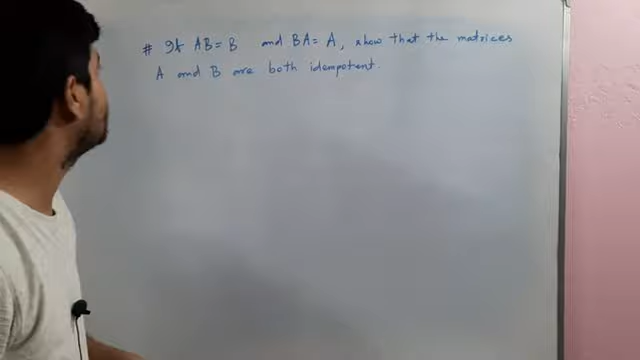 # If AB = B and BA = A, show that the matrices
A and B are both idempotent.